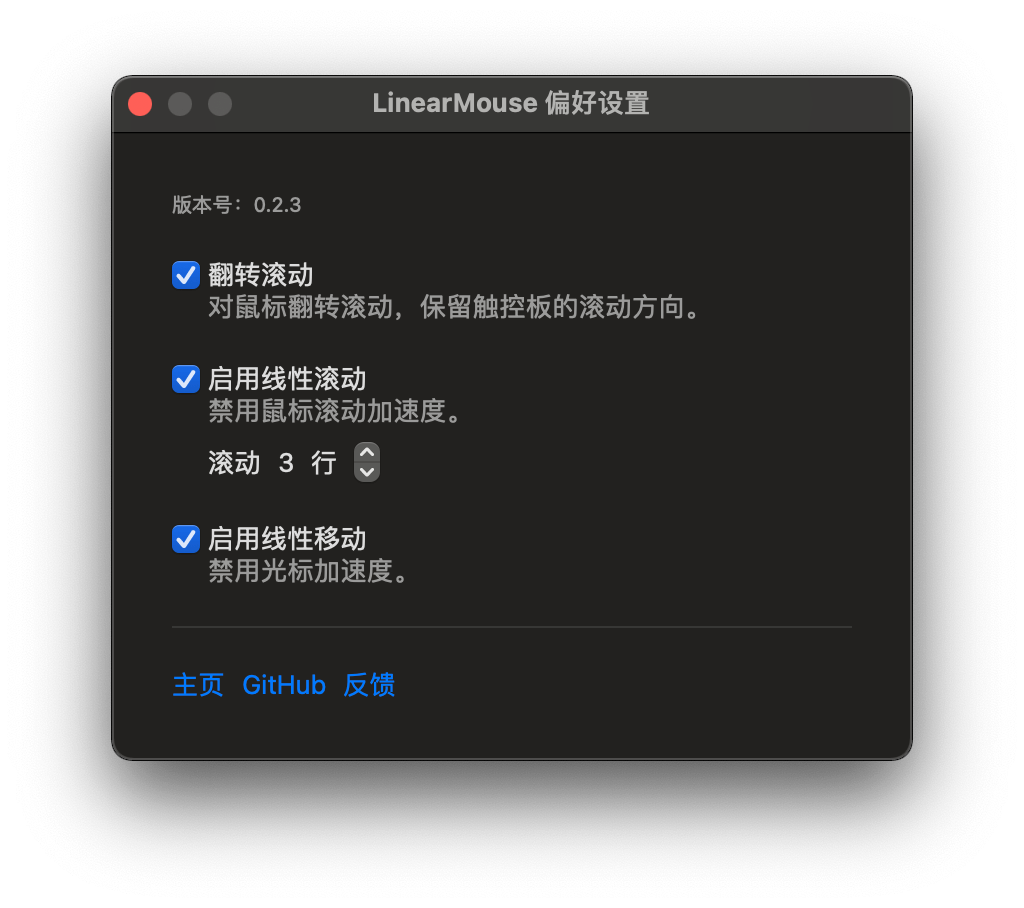 LinearMouse 偏好设置
版本号：0.2.3
翻转滚动
对鼠标翻转滚动，保留触控板的滚动方向。
启用线性滚动
禁用鼠标滚动加速度。
滚动 3 行
启用线性移动
禁用光标加速度。
主页 GitHub 反馈